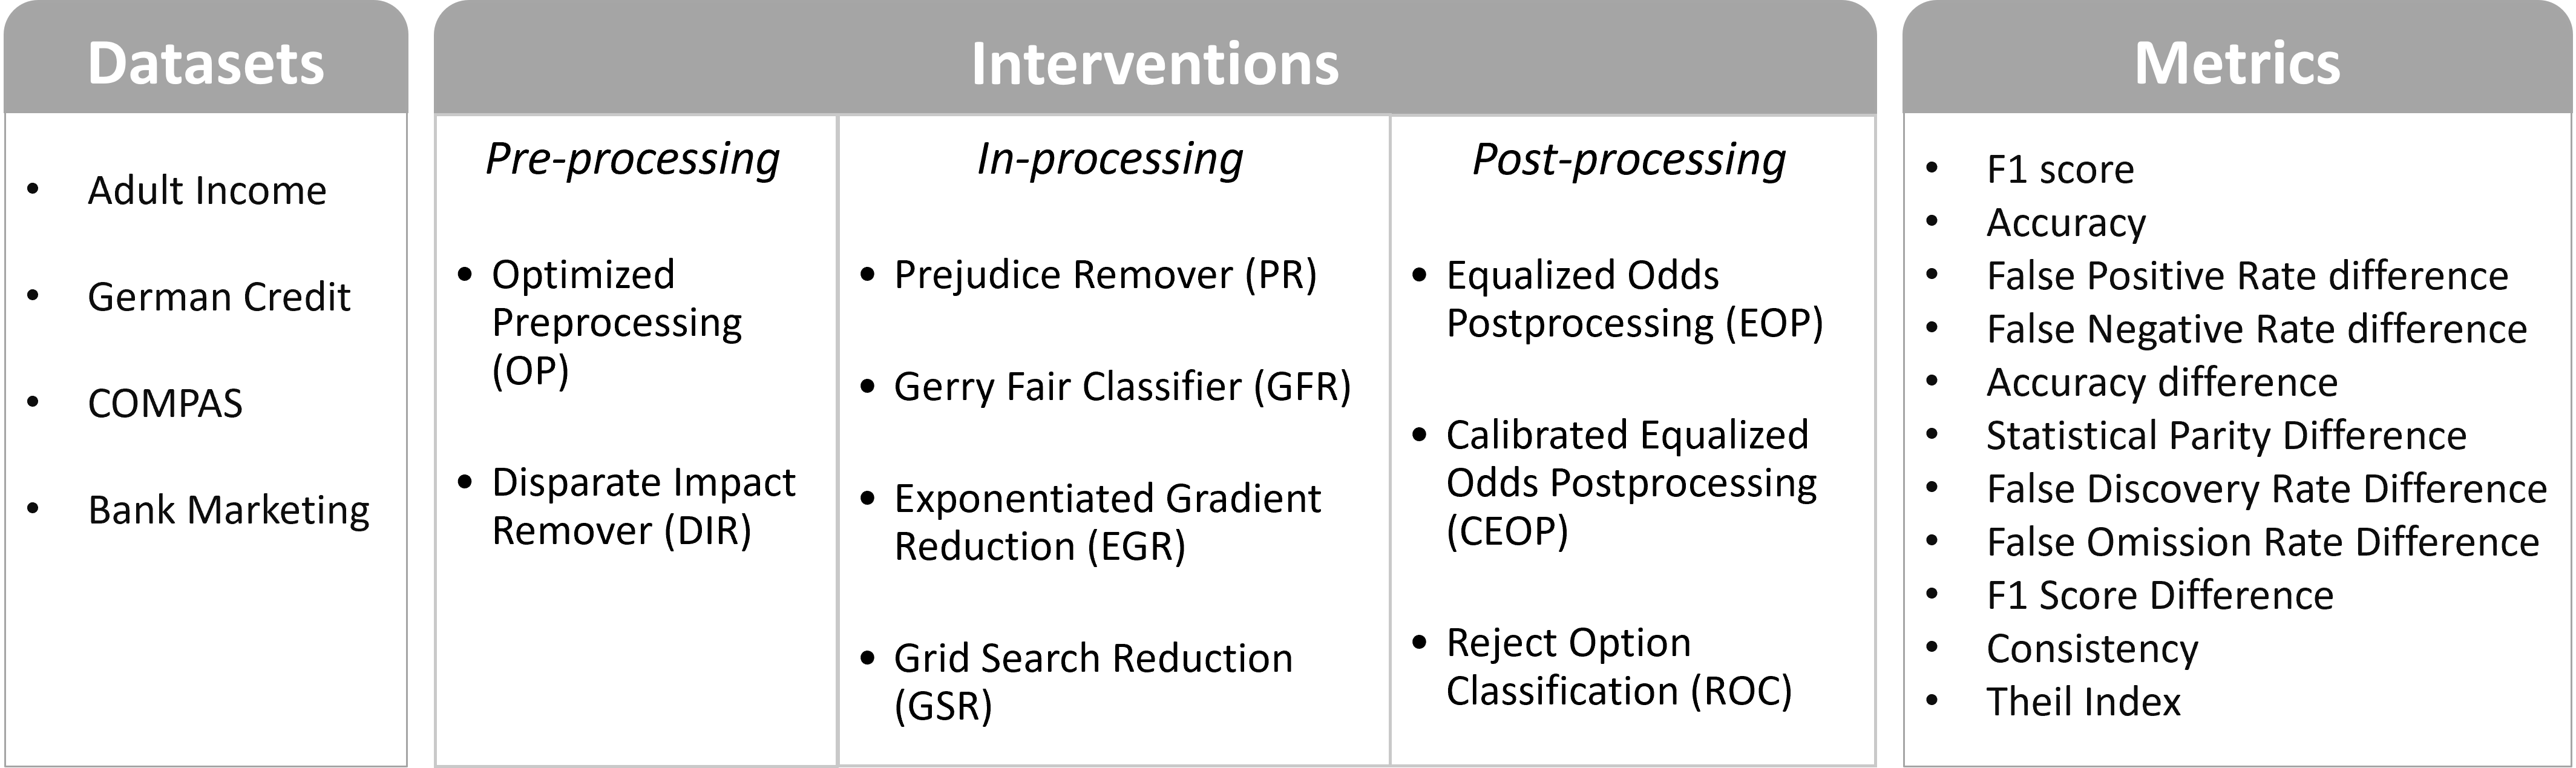 Datasets
• Adult Income
• German Credit
• COMPAS
• Bank Marketing
Interventions
Pre-processing
• Optimized
Preprocessing
(OP)
• Disparate Impact
Remover (DIR)
In-processing
• Prejudice Remover (PR)
• Gerry Fair Classifier (GFR)
• Exponentiated Gradient
Reduction (EGR)
• Grid Search Reduction
(GSR)
Post-processing
• Equalized Odds
Postprocessing (EOP)
• Calibrated Equalized
Odds Postprocessing
(CEOP)
• Reject Option
Classification (ROC)
Metrics
• F1 score
• Accuracy
• False Positive Rate difference
• False Negative Rate difference
• Accuracy difference
• Statistical Parity Difference
• False Discovery Rate Difference
• False Omission Rate Difference
• F1 Score Difference
• Consistency
• Theil Index